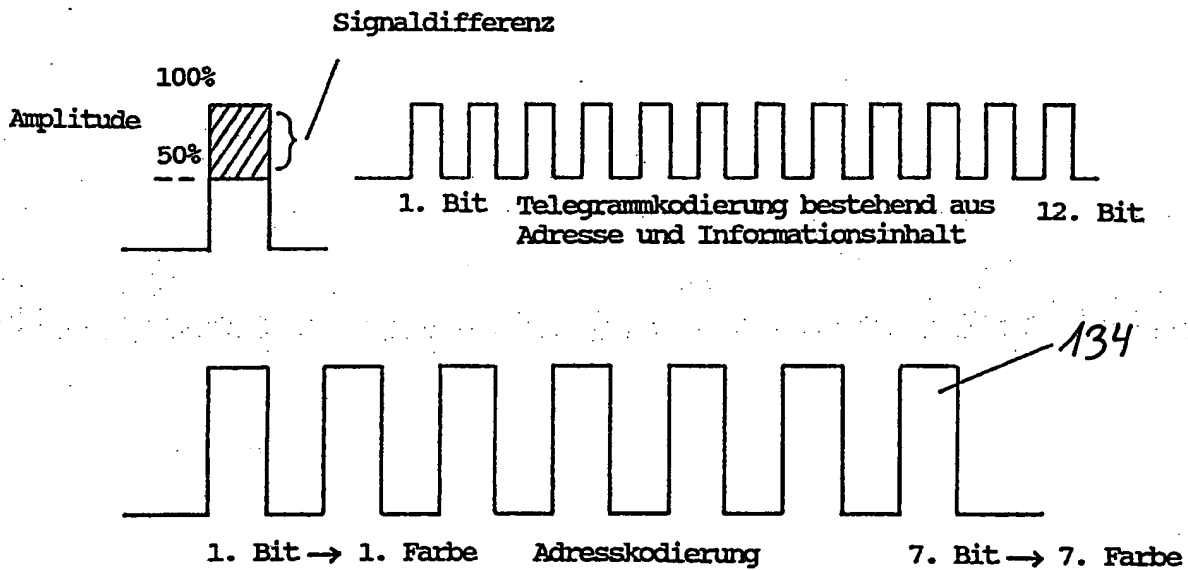 Signaldifferenz
100%
Amplitude
50%
1. Bit Telegrammkodierung bestehend aus 12. Bit
Adresse und Informationsinhalt
134
1. Bit → 1. Farbe Adresskodierung 7. Bit → 7. Farbe